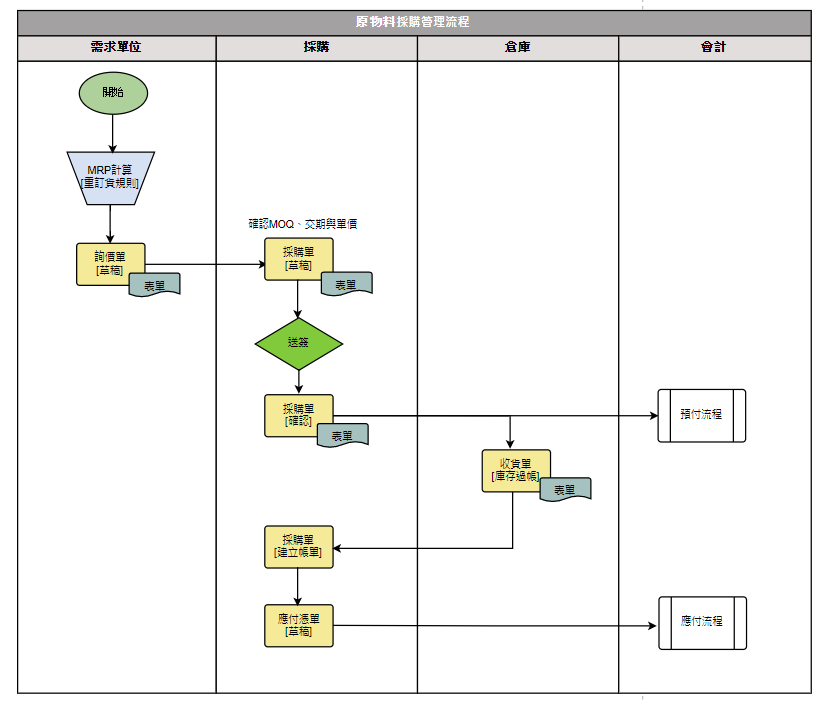 原物料採購管理流程
需求單位
採購
倉庫
會計
開始
MRP計算
[重訂貨規則]
確認MOQ、交期與單價
詢價單
[草稿]
表單
採購單
[草稿]
表單
送簽
採購單
[確認]
表單
預付流程
收貨單
[庫存過帳]
表單
採購單
[建立帳單]
應付憑單
[草稿]
應付流程